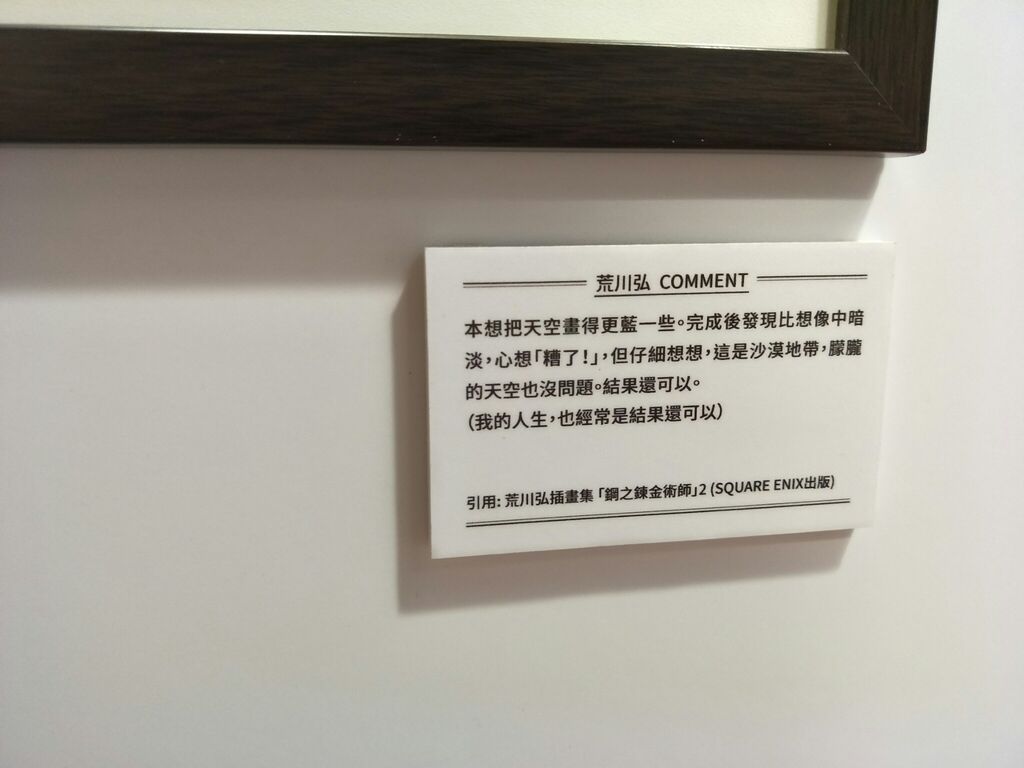 荒川弘 COMMENT
本想把天空畫得更藍一些。完成後發現比想像中暗
淡，心想「糟了！」，但仔細想想，這是沙漠地帶，朦朧
的天空也沒問題。結果還可以。
（我的人生，也經常是結果還可以）
引用: 荒川弘插畫集「鋼之鍊金術師」2 (SQUARE ENIX出版)